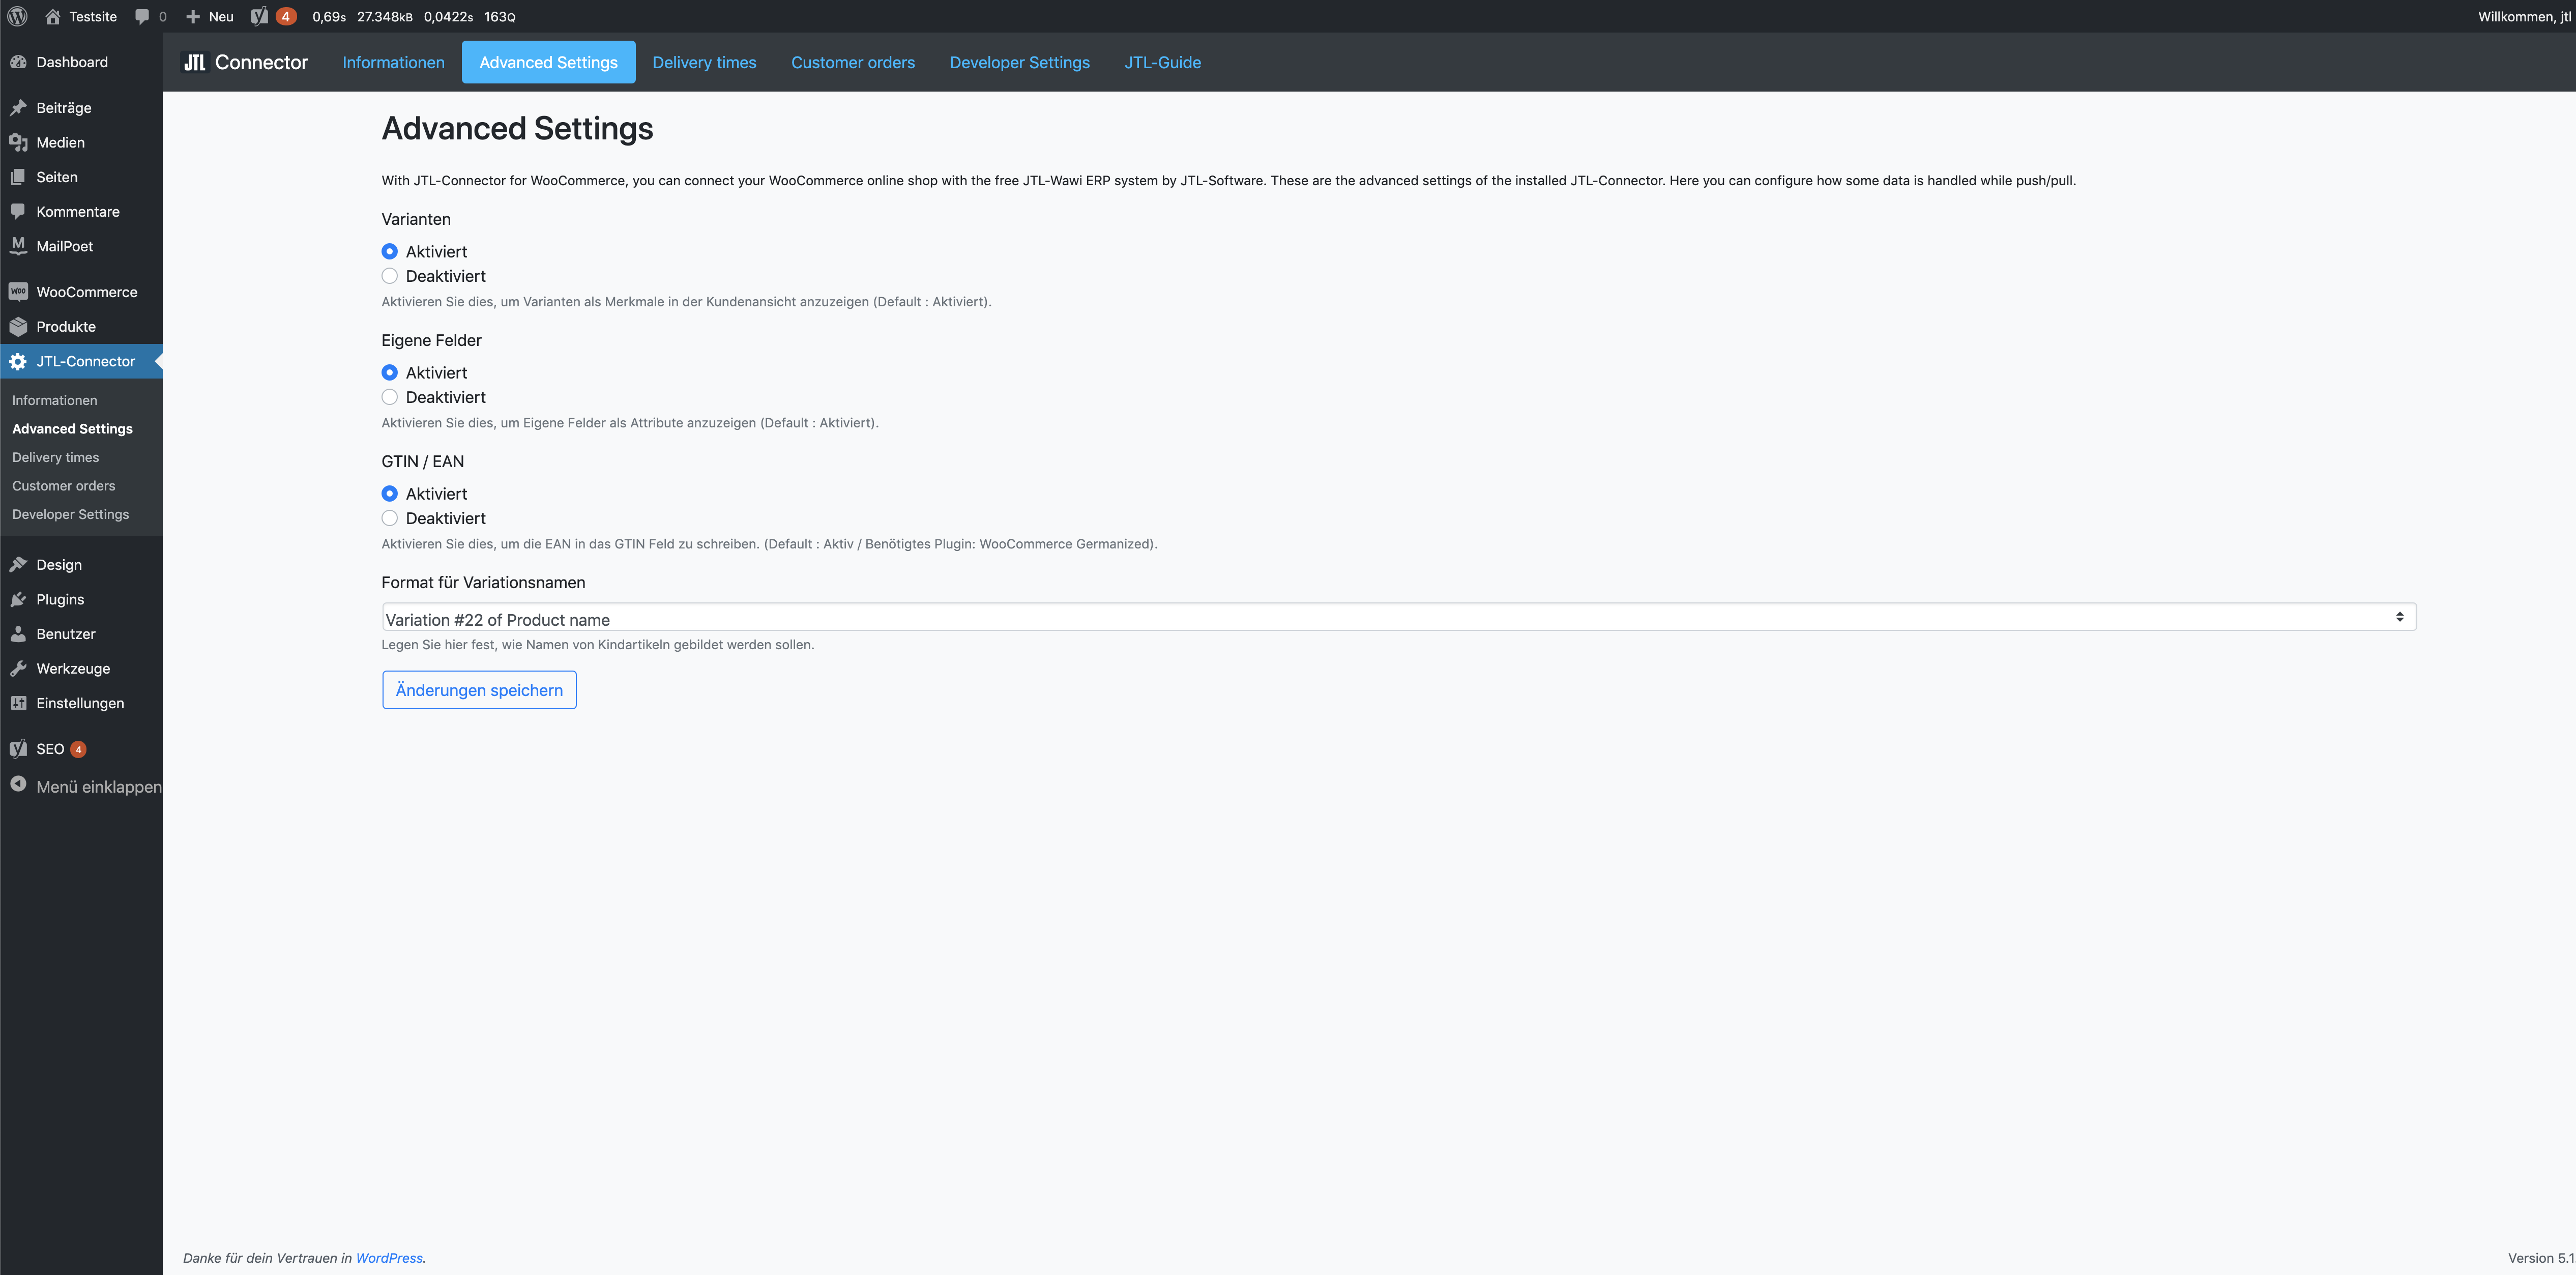 Testsite 0 Neu 4 0,69s 27.348kB 0,0422s 163Q Willkommen, jtl
Dashboard
Beiträge
Medien
Seiten
Kommentare
MailPoet
WooCommerce
Produkte
JTL-Connector
Informationen
Advanced Settings
Delivery times
Customer orders
Developer Settings
Design
Plugins
Benutzer
Werkzeuge
Einstellungen
SEO 4
Menü einklappen
JTL Connector Informationen Advanced Settings Delivery times Customer orders Developer Settings JTL-Guide
Advanced Settings
With JTL-Connector for WooCommerce, you can connect your WooCommerce online shop with the free JTL-Wawi ERP system by JTL-Software. These are the advanced settings of the installed JTL-Connector. Here you can configure how some data is handled while push/pull.
Varianten
Aktiviert
Deaktiviert
Aktivieren Sie dies, um Varianten als Merkmale in der Kundenansicht anzuzeigen (Default : Aktiviert).
Eigene Felder
Aktiviert
Deaktiviert
Aktivieren Sie dies, um Eigene Felder als Attribute anzuzeigen (Default : Aktiviert).
GTIN / EAN
Aktiviert
Deaktiviert
Aktivieren Sie dies, um die EAN in das GTIN Feld zu schreiben. (Default : Aktiv / Benötigtes Plugin: WooCommerce Germanized).
Format für Variationsnamen
Variation #22 of Product name
Legen Sie hier fest, wie Namen von Kindartikeln gebildet werden sollen.
Änderungen speichern
Danke für dein Vertrauen in WordPress.
Version 5.1